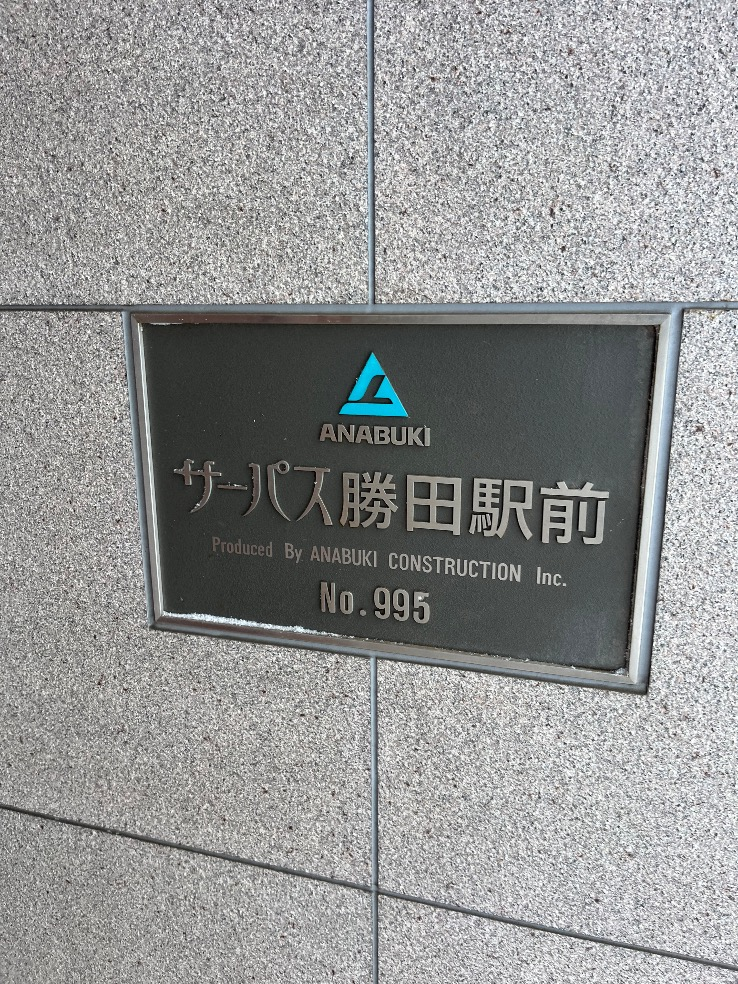 ANABUKI
サーパス勝田駅前
Produced By ANABUKI CONSTRUCTION Inc.
No.995